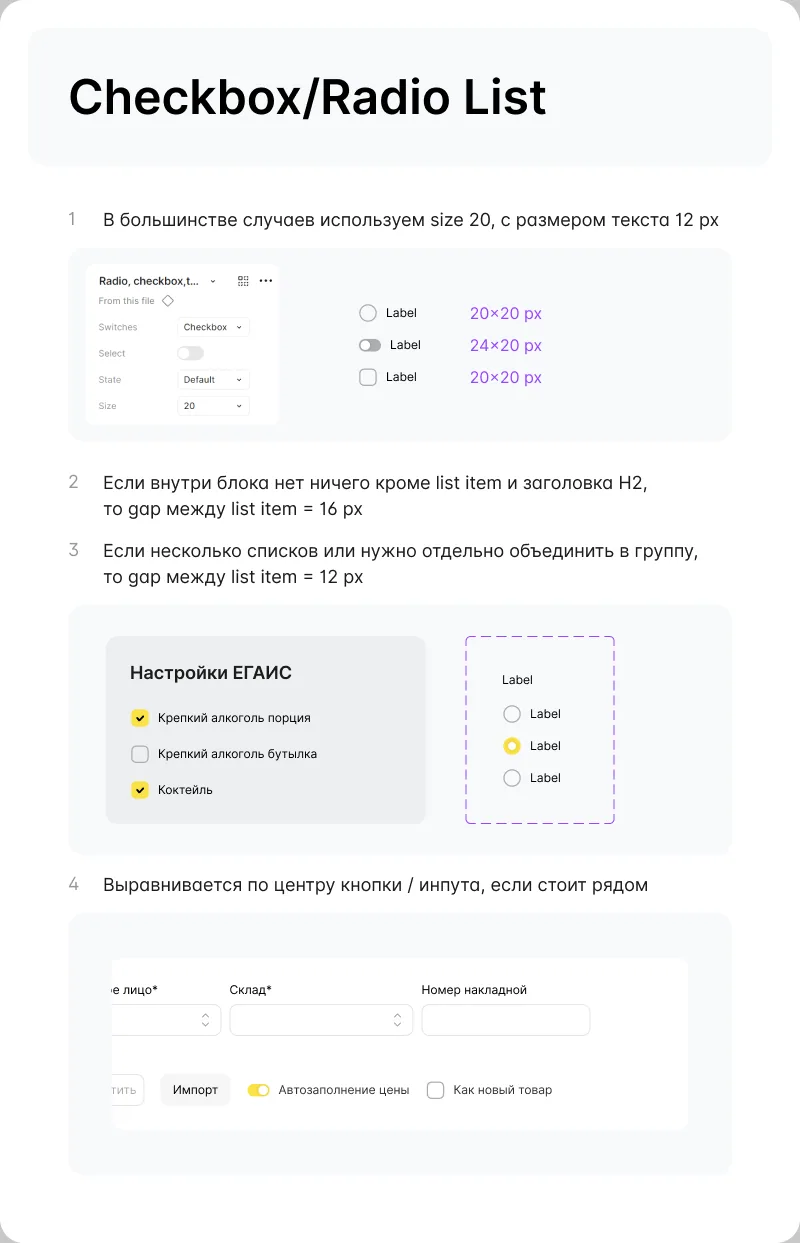 Checkbox/Radio List
1 В большинстве случаев используем size 20, с размером текста 12 px
Radio, checkbox,t...
From this file
Switches Checkbox
Select
State Default
Size 20
Label 20×20 px
Label 24×20 px
Label 20×20 px
2 Если внутри блока нет ничего кроме list item и заголовка H2,
то gap между list item = 16 px
3 Если несколько списков или нужно отдельно объединить в группу,
то gap между list item = 12 px
Настройки ЕГАИС
Крепкий алкоголь порция
Крепкий алкоголь бутылка
Коктейль
Label
Label
Label
Label
4 Выравнивается по центру кнопки / инпута, если стоит рядом
е лицо* Склад* Номер накладной
тить Импорт Автозаполнение цены Как новый товар